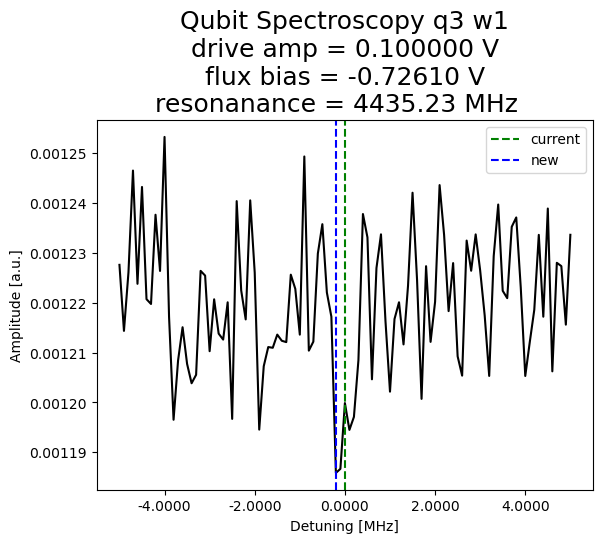 Qubit Spectroscopy q3 w1
drive amp = 0.100000 V
flux bias = -0.72610 V
resonanance = 4435.23 MHz
current
new
0.00125
0.00124
0.00123
0.00122
0.00121
0.00120
0.00119
Amplitude [a.u.]
-4.0000 -2.0000 0.0000 2.0000 4.0000
Detuning [MHz]